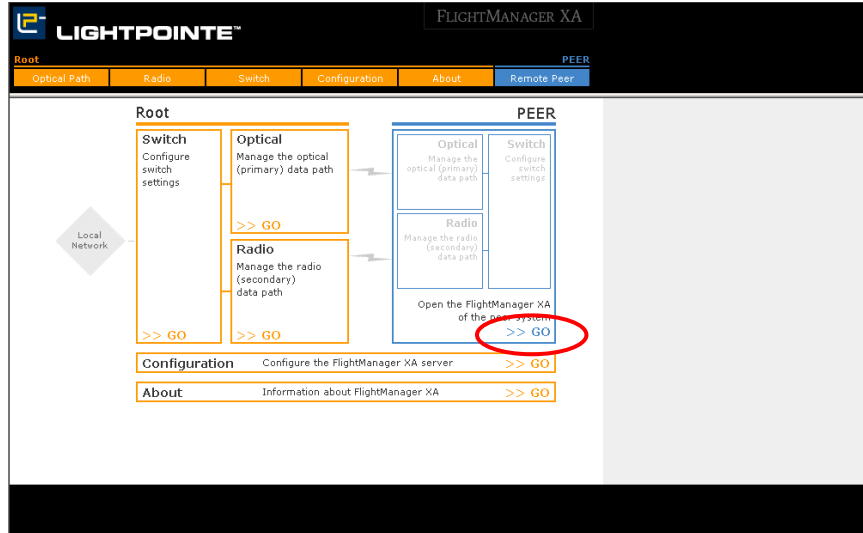 FLIGHTMANAGER XA
LIGHTPOINTE™
Root
PEER
Optical Path
Radio
Switch
Configuration
About
Remote Peer
Root
PEER
Switch
Configure
switch
settings
>> GO
Optical
Manage the optical
(primary) data path
>> GO
Radio
Manage the radio
(secondary)
data path
>> GO
Local
Network
Optical
Manage the
optical (primary)
data path
Switch
Configure
switch
settings
Radio
Manage the radio
(secondary)
data path
Open the FlightManager XA
of the peer system
>> GO
Configuration Configure the FlightManager XA server >> GO
About Information about FlightManager XA >> GO